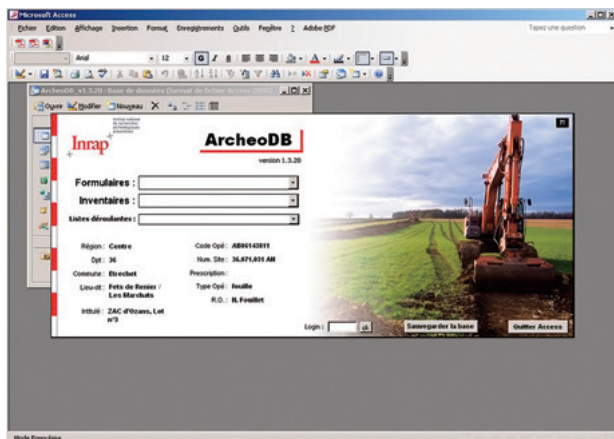 Microsoft Access
Fichier Edition Affichage Insertion Format Enregistrements Outils Fenêtre ? Adobe PDF
Tapez une question
Arial 12 G I S
ArcheoDB_v1.3.20 : Base de données (format de fichier Access 2000)
Ouvrir Modifier Nouveau
Inrap
ArcheoDB
version 1.3.20
Formulaires :
Inventaires :
Listes déroulantes :
Région : Centre
Code Opé : AB06143011
Dpt : 36
Num. Site : 36.071.031 AH
Commune : Etrechet
Prescription :
Lieu-dit : Fets de Renier /
Les Marchats
Type Opé : fouille
R.O. : H. Fouillet
Intitulé : ZAC d'Ozans, Lot
n°3
Login : ok
Sauvegarder la base
Quitter Access
Mode Formulaire